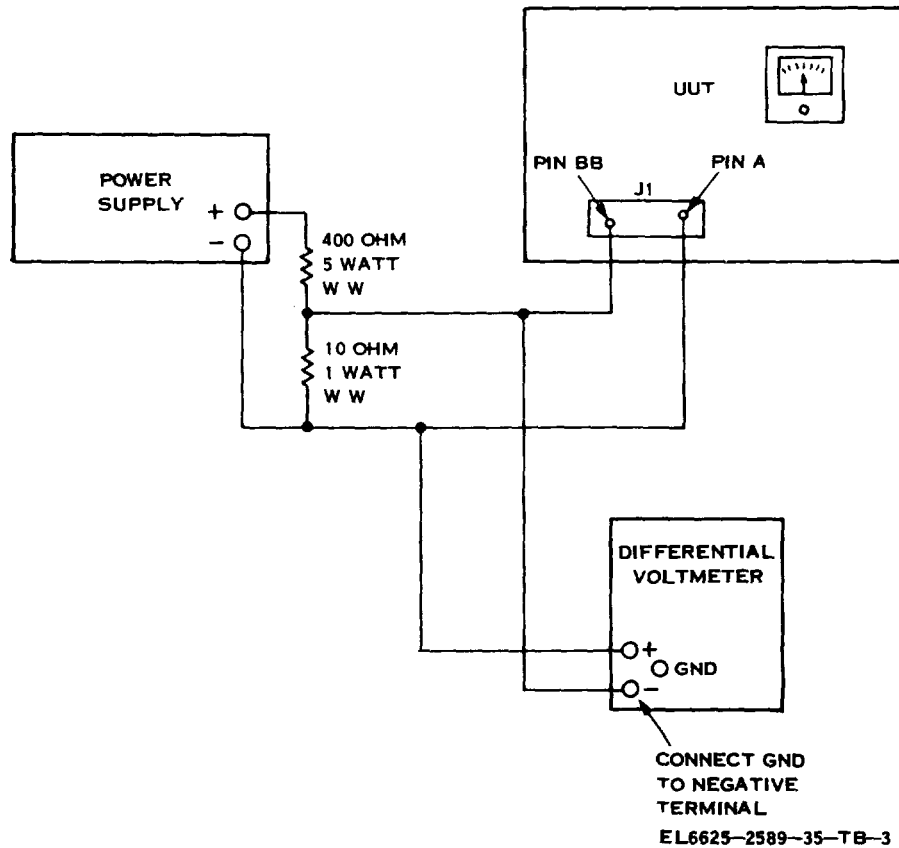 UUT
PIN BB
PIN A
J1
POWER
SUPPLY
+
−
400 OHM
5 WATT
W W
10 OHM
1 WATT
W W
DIFFERENTIAL
VOLTMETER
+
GND
−
CONNECT GND
TO NEGATIVE
TERMINAL
EL6625-2589-35-TB-3